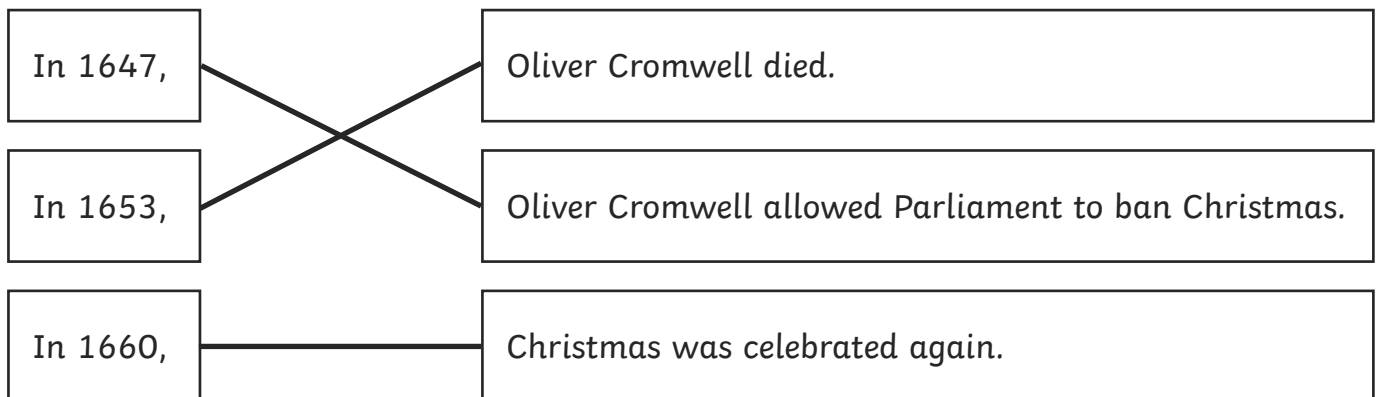 In 1647,
Oliver Cromwell died.
In 1653,
Oliver Cromwell allowed Parliament to ban Christmas.
In 1660,
Christmas was celebrated again.